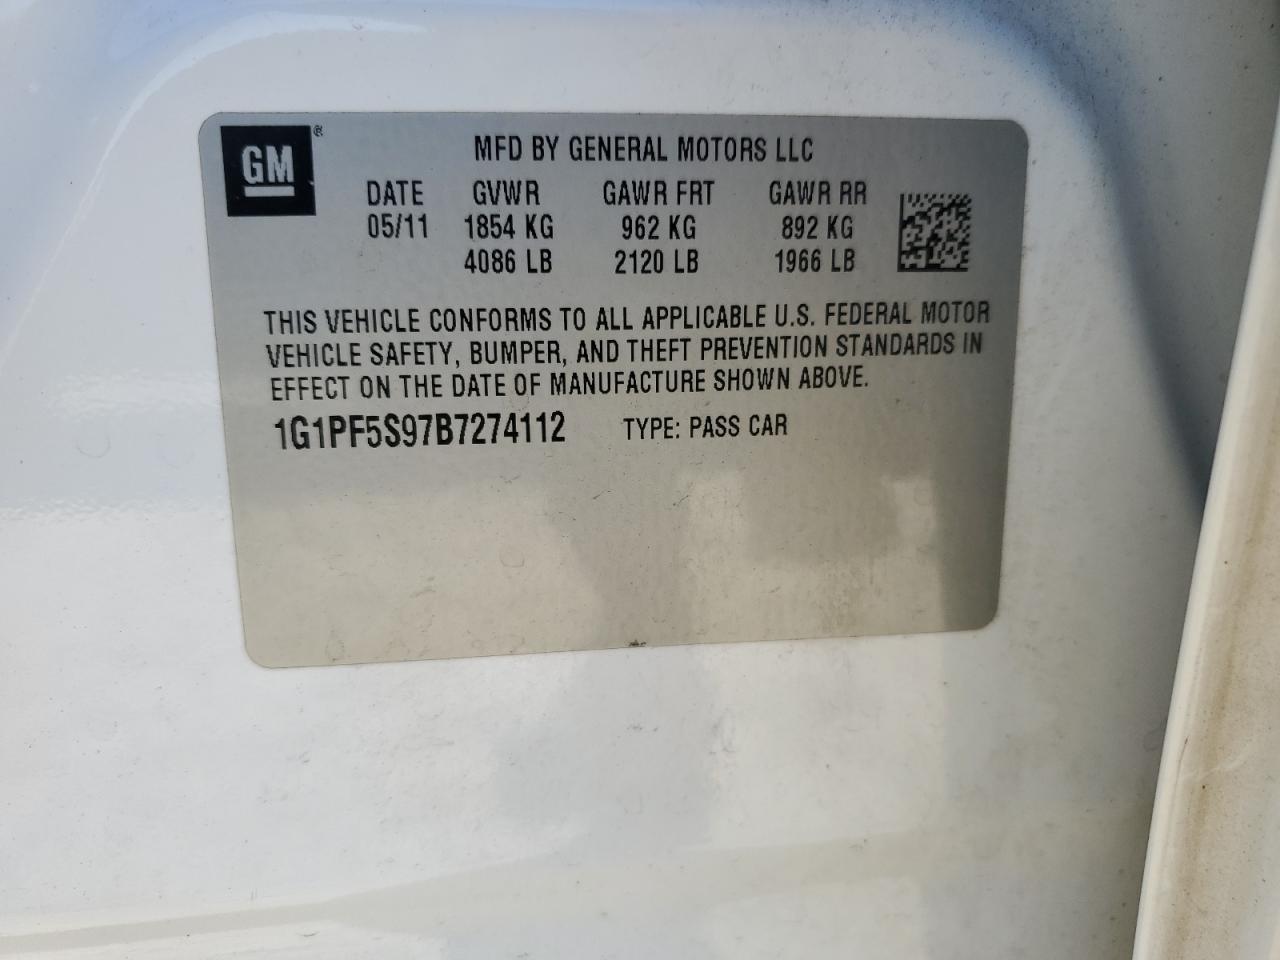 GM ®
MFD BY GENERAL MOTORS LLC
DATE GVWR GAWR FRT GAWR RR
05/11 1854 KG 962 KG 892 KG
4086 LB 2120 LB 1966 LB
THIS VEHICLE CONFORMS TO ALL APPLICABLE U.S. FEDERAL MOTOR
VEHICLE SAFETY, BUMPER, AND THEFT PREVENTION STANDARDS IN
EFFECT ON THE DATE OF MANUFACTURE SHOWN ABOVE.
1G1PF5S97B7274112 TYPE: PASS CAR